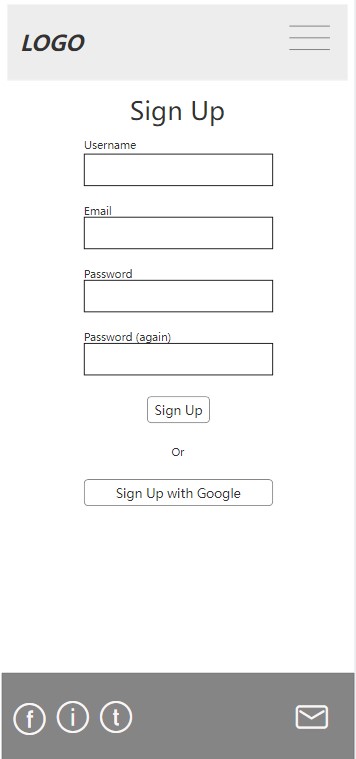 LOGO
Sign Up
Username
Email
Password
Password (again)
Sign Up
Or
Sign Up with Google
f i t